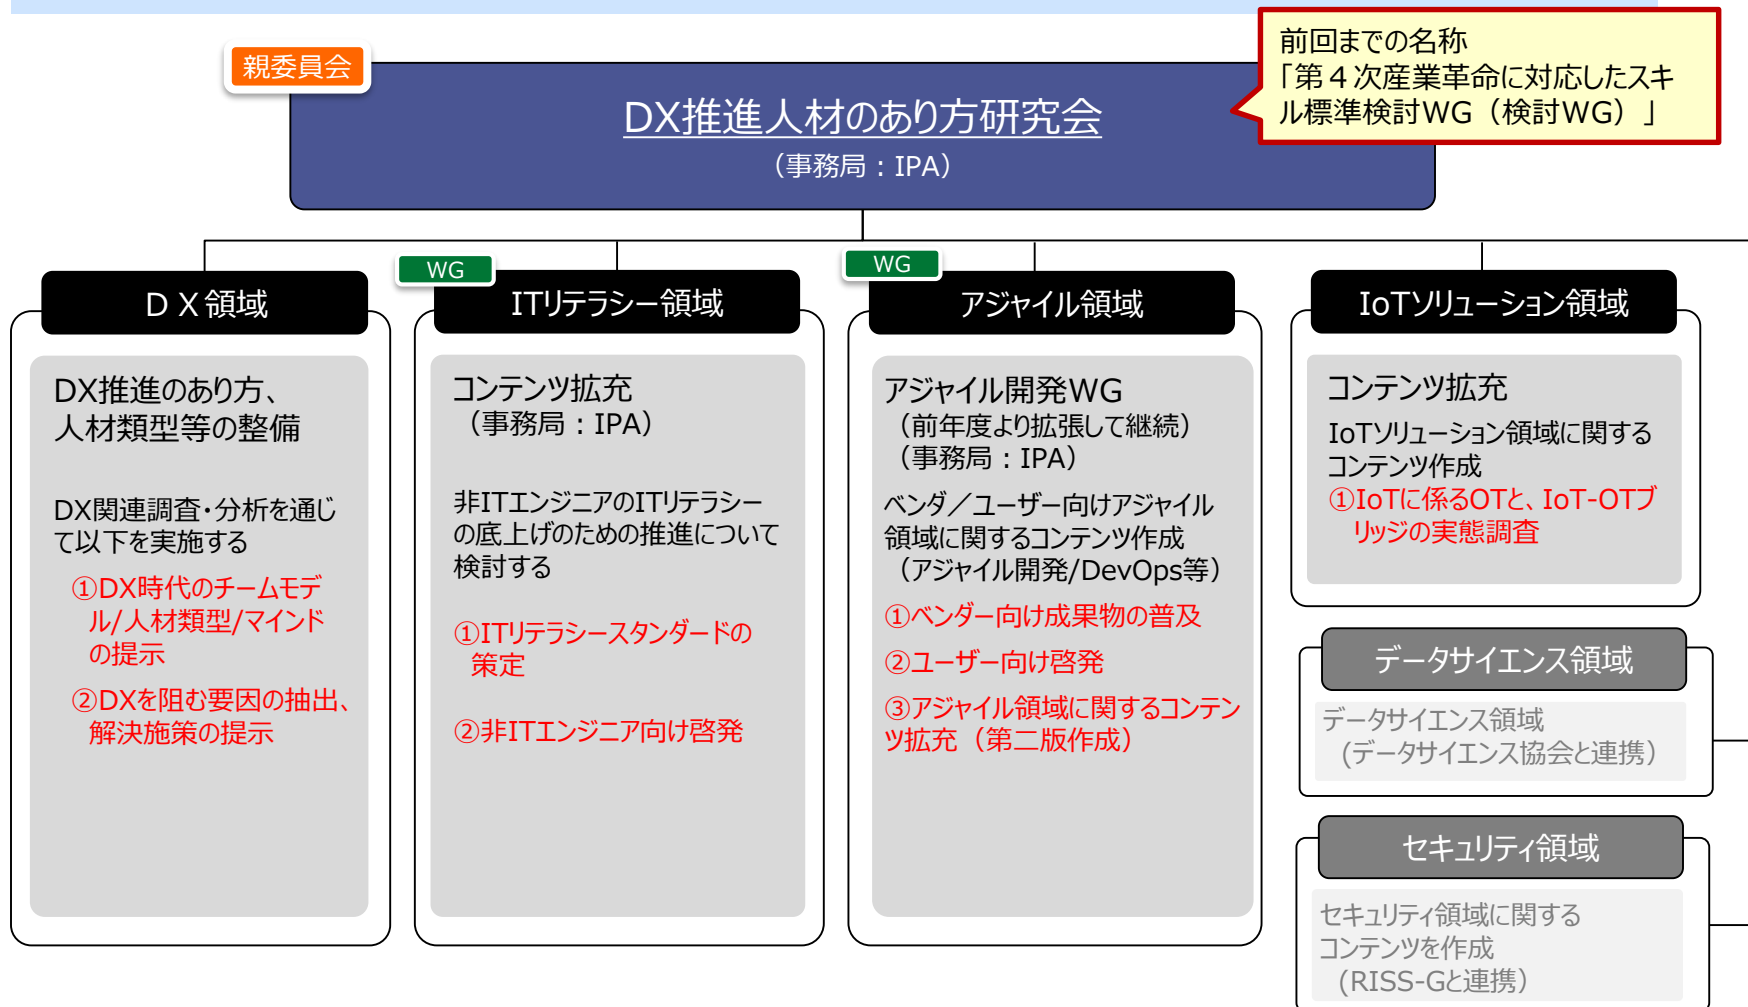 親委員会
DX推進人材のあり方研究会
（事務局：IPA）
前回までの名称
「第４次産業革命に対応したスキ
ル標準検討WG（検討WG）」
ＤＸ領域
DX推進のあり方、
人材類型等の整備
DX関連調査・分析を通じ
て以下を実施する
①DX時代のチームモデ
ル/人材類型/マインド
の提示
②DXを阻む要因の抽出、
解決施策の提示
WG
ITリテラシー領域
コンテンツ拡充
（事務局：IPA）
非ITエンジニアのITリテラシー
の底上げのための推進について
検討する
①ITリテラシースタンダードの
策定
②非ITエンジニア向け啓発
WG
アジャイル領域
アジャイル開発WG
（前年度より拡張して継続）
（事務局：IPA）
ベンダ／ユーザー向けアジャイル
領域に関するコンテンツ作成
（アジャイル開発/DevOps等）
①ベンダー向け成果物の普及
②ユーザー向け啓発
③アジャイル領域に関するコンテン
ツ拡充（第二版作成）
IoTソリューション領域
コンテンツ拡充
IoTソリューション領域に関する
コンテンツ作成
①IoTに係るOTと、IoT-OTブ
リッジの実態調査
データサイエンス領域
データサイエンス領域
(データサイエンス協会と連携）
セキュリティ領域
セキュリティ領域に関する
コンテンツを作成
(RISS-Gと連携）